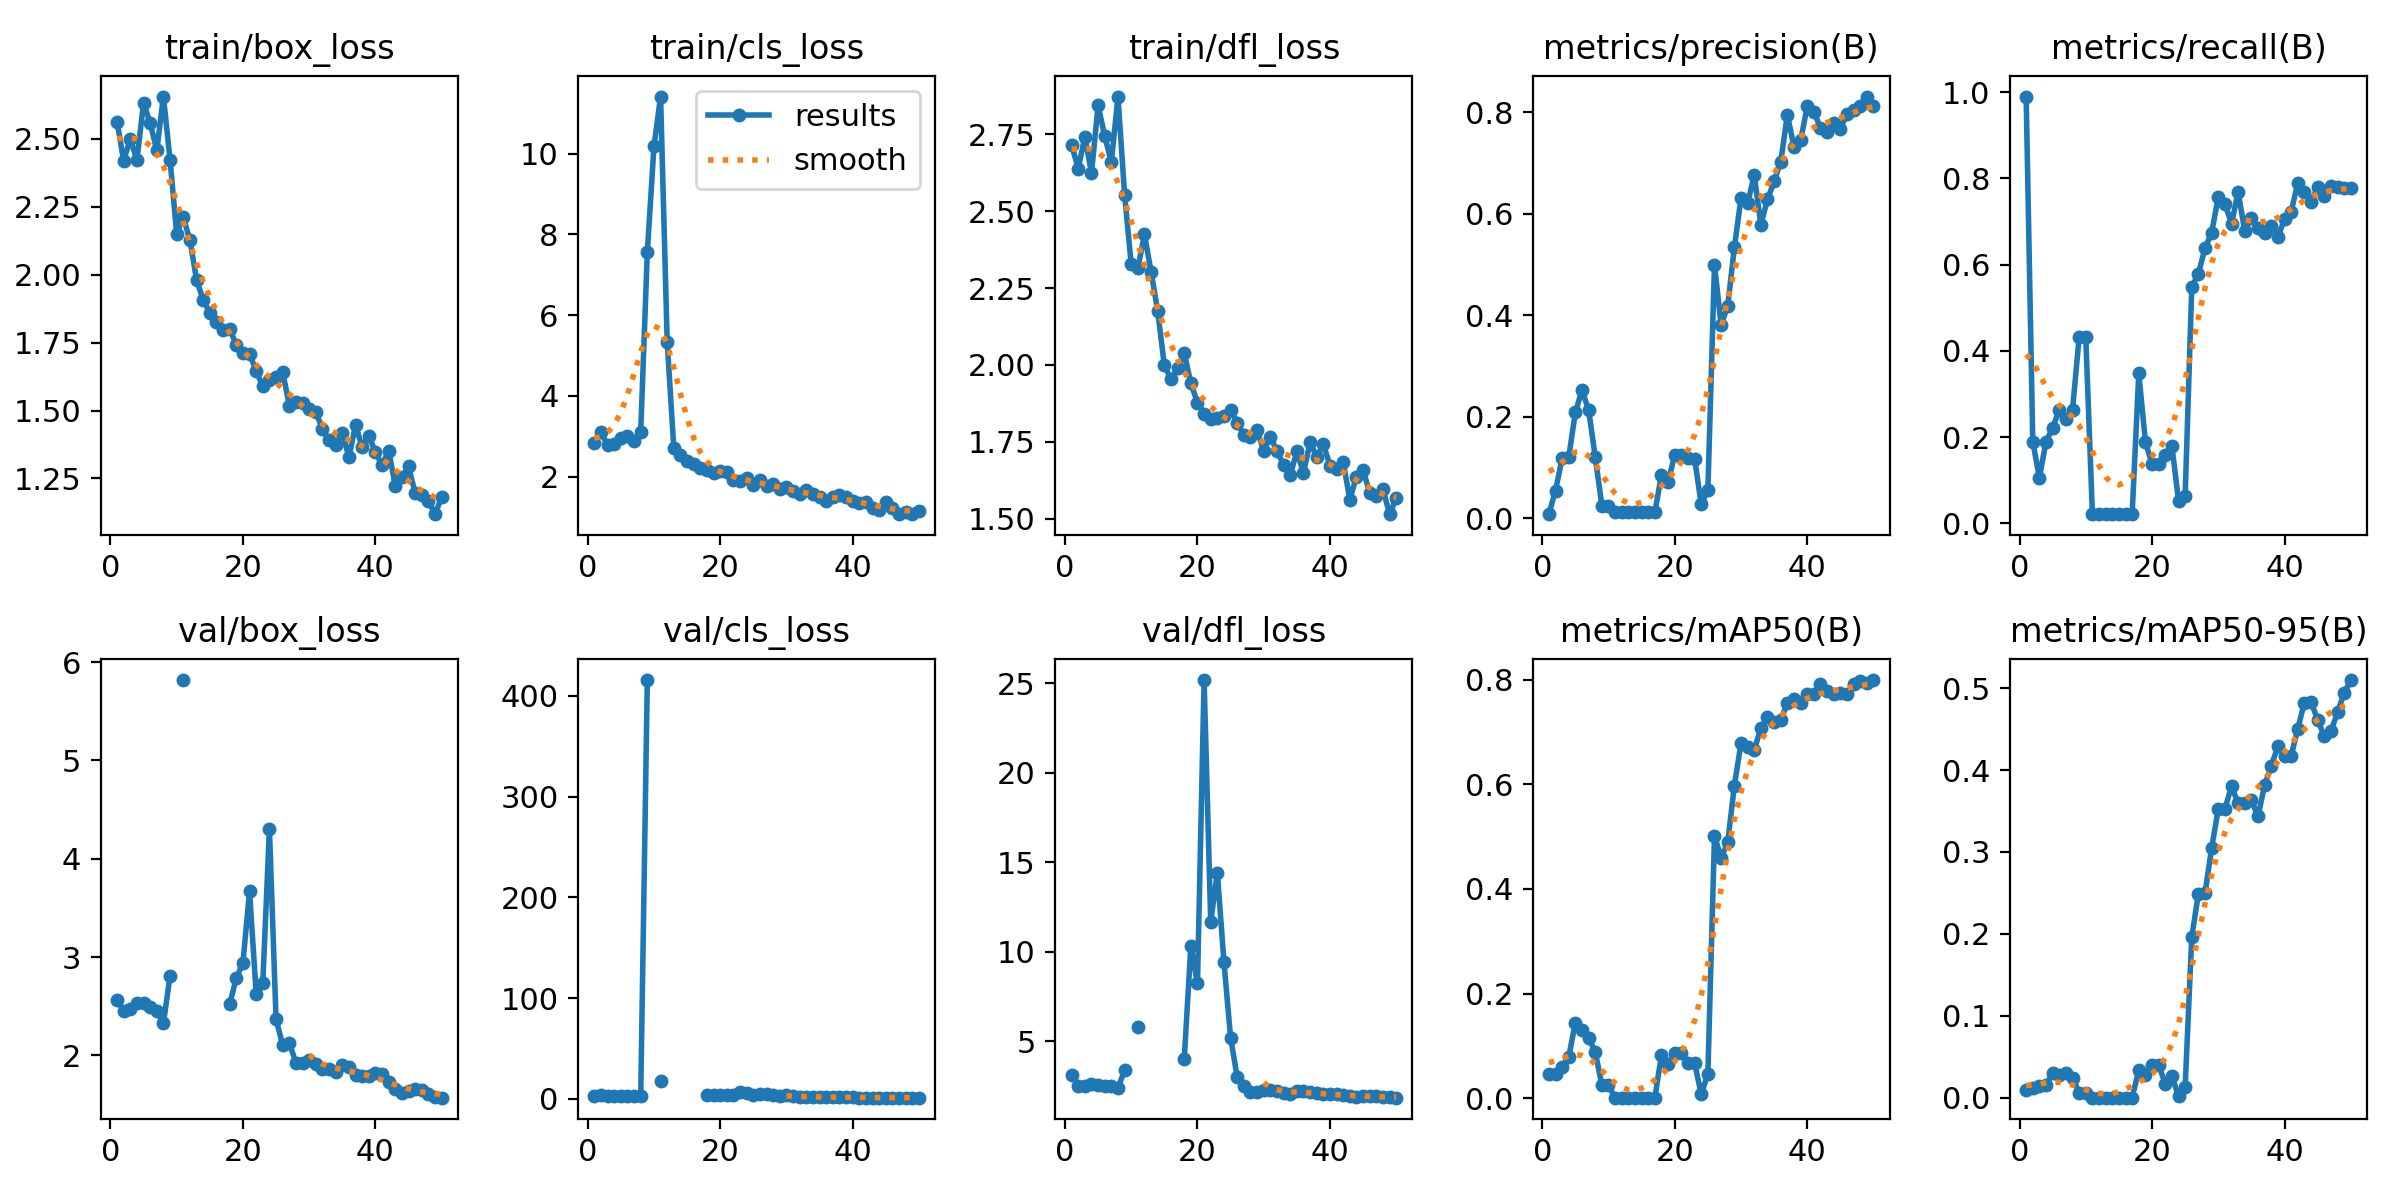 train/box_loss
2.50
2.25
2.00
1.75
1.50
1.25
0 20 40
train/cls_loss
results
smooth
10
8
6
4
2
0 20 40
train/dfl_loss
2.75
2.50
2.25
2.00
1.75
1.50
0 20 40
metrics/precision(B)
0.8
0.6
0.4
0.2
0.0
0 20 40
metrics/recall(B)
1.0
0.8
0.6
0.4
0.2
0.0
0 20 40
val/box_loss
6
5
4
3
2
0 20 40
val/cls_loss
400
300
200
100
0
0 20 40
val/dfl_loss
25
20
15
10
5
0 20 40
metrics/mAP50(B)
0.8
0.6
0.4
0.2
0.0
0 20 40
metrics/mAP50-95(B)
0.5
0.4
0.3
0.2
0.1
0.0
0 20 40